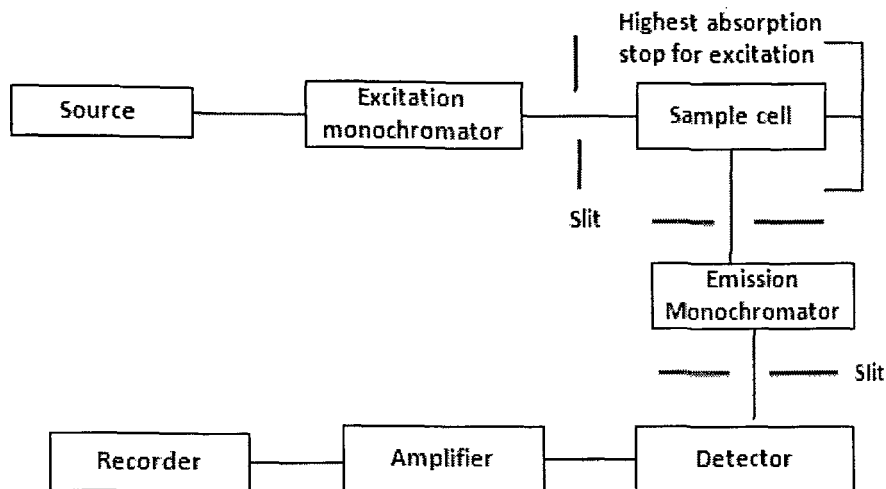 Highest absorption
stop for excitation
Source
Excitation
monochromator
Sample cell
Slit
Emission
Monochromator
Slit
Recorder
Amplifier
Detector